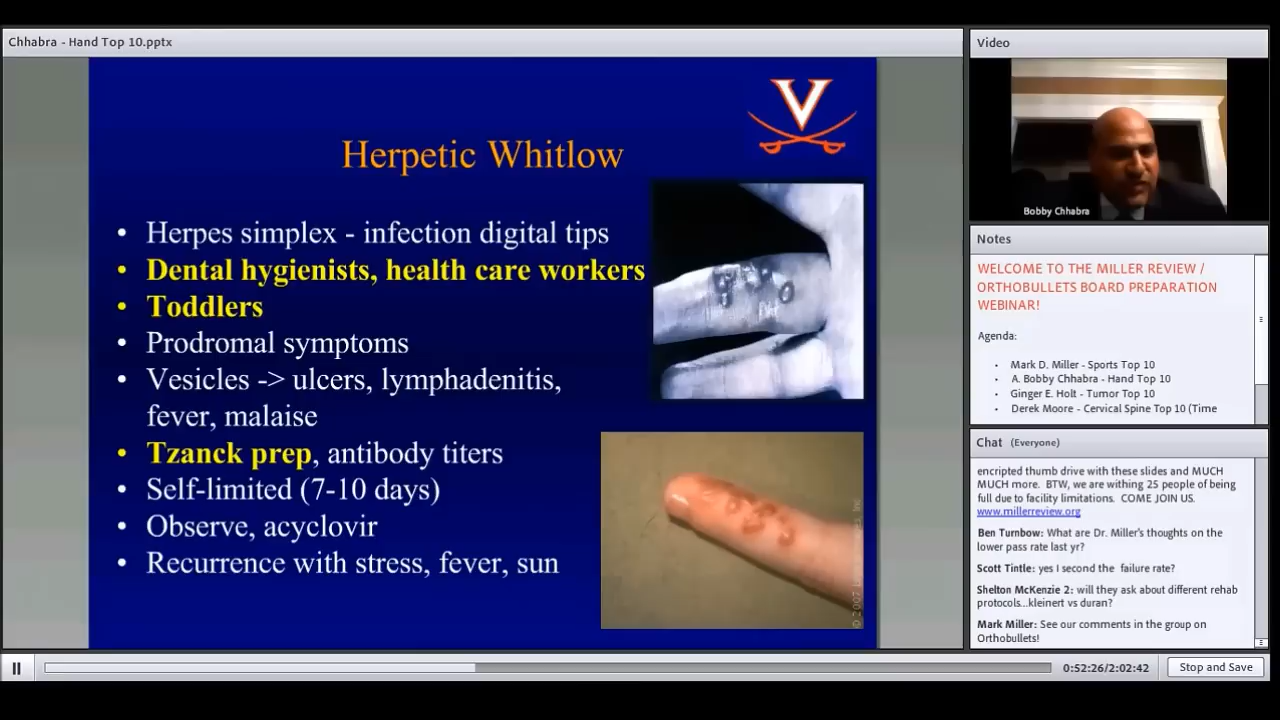 Chhabra - Hand Top 10.pptx
Herpetic Whitlow
• Herpes simplex - infection digital tips
• Dental hygienists, health care workers
• Toddlers
• Prodromal symptoms
• Vesicles -> ulcers, lymphadenitis,
fever, malaise
• Tzanck prep, antibody titers
• Self-limited (7-10 days)
• Observe, acyclovir
• Recurrence with stress, fever, sun
Video
Bobby Chhabra
Notes
WELCOME TO THE MILLER REVIEW /
ORTHOBULLETS BOARD PREPARATION
WEBINAR!
Agenda:
• Mark D. Miller - Sports Top 10
• A. Bobby Chhabra - Hand Top 10
• Ginger E. Holt - Tumor Top 10
• Derek Moore - Cervical Spine Top 10 (Time
Chat (Everyone)
encripted thumb drive with these slides and MUCH
MUCH more. BTW, we are withing 25 people of being
full due to facility limitations. COME JOIN US.
www.millerreview.org
Ben Turnbow: What are Dr. Miller's thoughts on the
lower pass rate last yr?
Scott Tintle: yes I second the failure rate?
Shelton McKenzie 2: will they ask about different rehab
protocols...kleinert vs duran?
Mark Miller: See our comments in the group on
Orthobullets!
0:52:26/2:02:42
Stop and Save